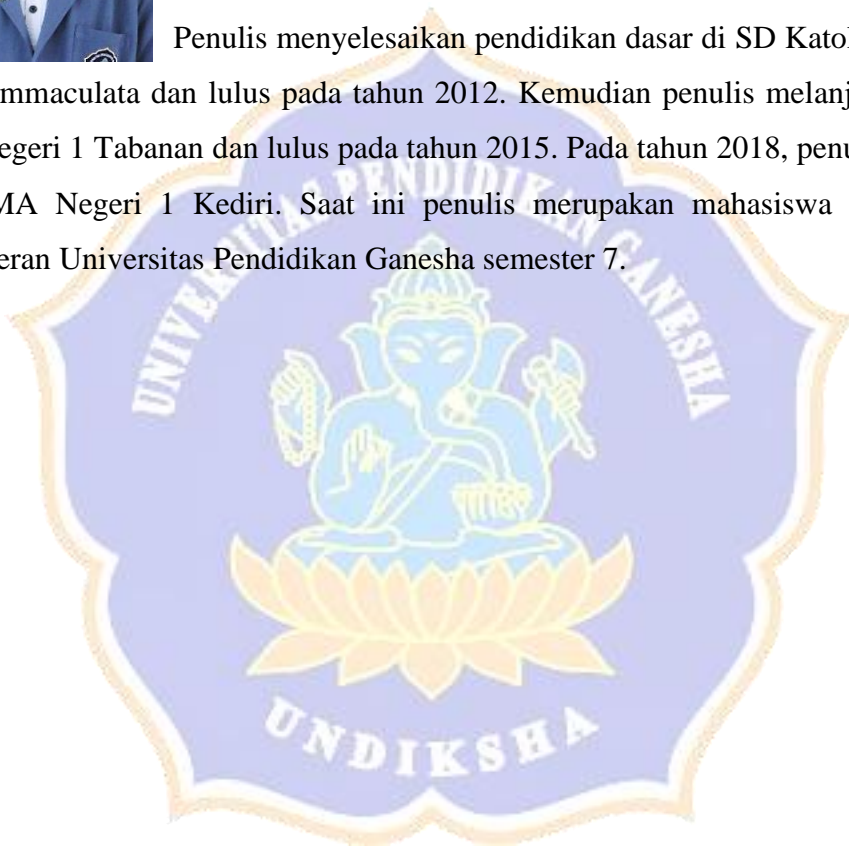 Penulis menyelesaikan pendidikan dasar di SD Katol
mmaculata dan lulus pada tahun 2012. Kemudian penulis melanj
egeri 1 Tabanan dan lulus pada tahun 2015. Pada tahun 2018, penu
MA Negeri 1 Kediri. Saat ini penulis merupakan mahasiswa
eran Universitas Pendidikan Ganesha semester 7.
UNIVERSITAS PENDIDIKAN GANESHA
UNDIKSHA